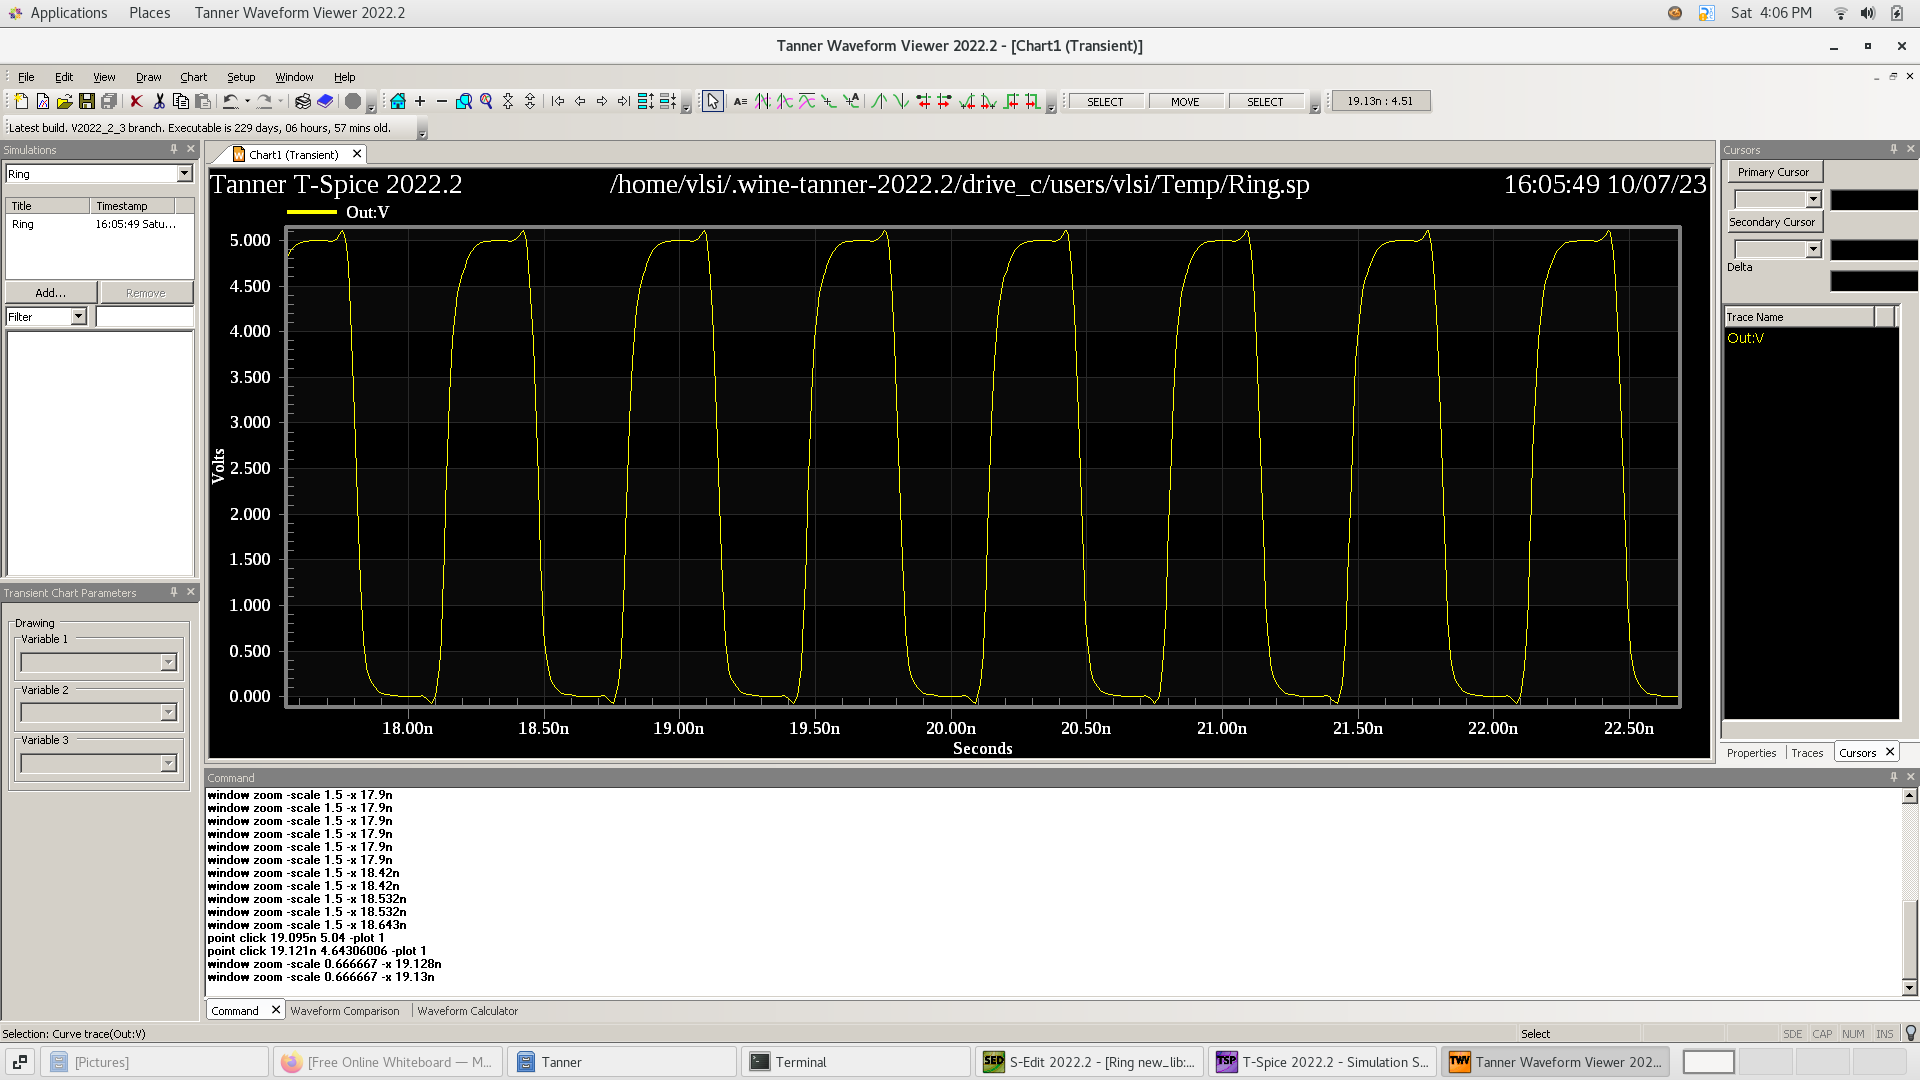 Applications Places Tanner Waveform Viewer 2022.2 Sat 4:06 PM
Tanner Waveform Viewer 2022.2 - [Chart1 (Transient)]
File Edit View Draw Chart Setup Window Help
SELECT MOVE SELECT 19.13n : 4.51
Latest build. V2022_2_3 branch. Executable is 229 days, 06 hours, 57 mins old.
Simulations
Ring
Title Timestamp
Ring 16:05:49 Satu...
Add... Remove
Filter
Transient Chart Parameters
Drawing
Variable 1
Variable 2
Variable 3
Chart1 (Transient)
Tanner T-Spice 2022.2 /home/vlsi/.wine-tanner-2022.2/drive_c/users/vlsi/Temp/Ring.sp 16:05:49 10/07/23
Out:V
5.000
4.500
4.000
3.500
3.000
2.500
2.000
1.500
1.000
0.500
0.000
Volts
18.00n 18.50n 19.00n 19.50n 20.00n 20.50n 21.00n 21.50n 22.00n 22.50n
Seconds
Cursors
Primary Cursor
Secondary Cursor
Delta
Trace Name
Out:V
Properties Traces Cursors
Command
window zoom -scale 1.5 -x 17.9n
window zoom -scale 1.5 -x 17.9n
window zoom -scale 1.5 -x 17.9n
window zoom -scale 1.5 -x 17.9n
window zoom -scale 1.5 -x 17.9n
window zoom -scale 1.5 -x 17.9n
window zoom -scale 1.5 -x 18.42n
window zoom -scale 1.5 -x 18.42n
window zoom -scale 1.5 -x 18.532n
window zoom -scale 1.5 -x 18.532n
window zoom -scale 1.5 -x 18.643n
point click 19.095n 5.04 -plot 1
point click 19.121n 4.64306006 -plot 1
window zoom -scale 0.666667 -x 19.128n
window zoom -scale 0.666667 -x 19.13n
Command Waveform Comparison Waveform Calculator
Selection: Curve trace(Out:V) Select SDE CAP NUM INS
[Pictures] [Free Online Whiteboard — M... Tanner Terminal S-Edit 2022.2 - [Ring new_lib:... T-Spice 2022.2 - Simulation S... Tanner Waveform Viewer 202...